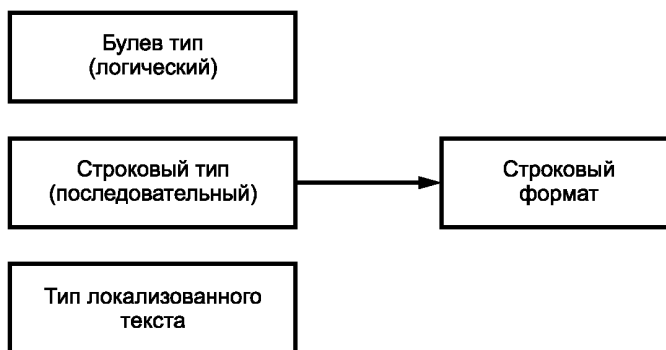 Булев тип
(логический)
Строковый тип
(последовательный)
Строковый
формат
Тип локализованного
текста